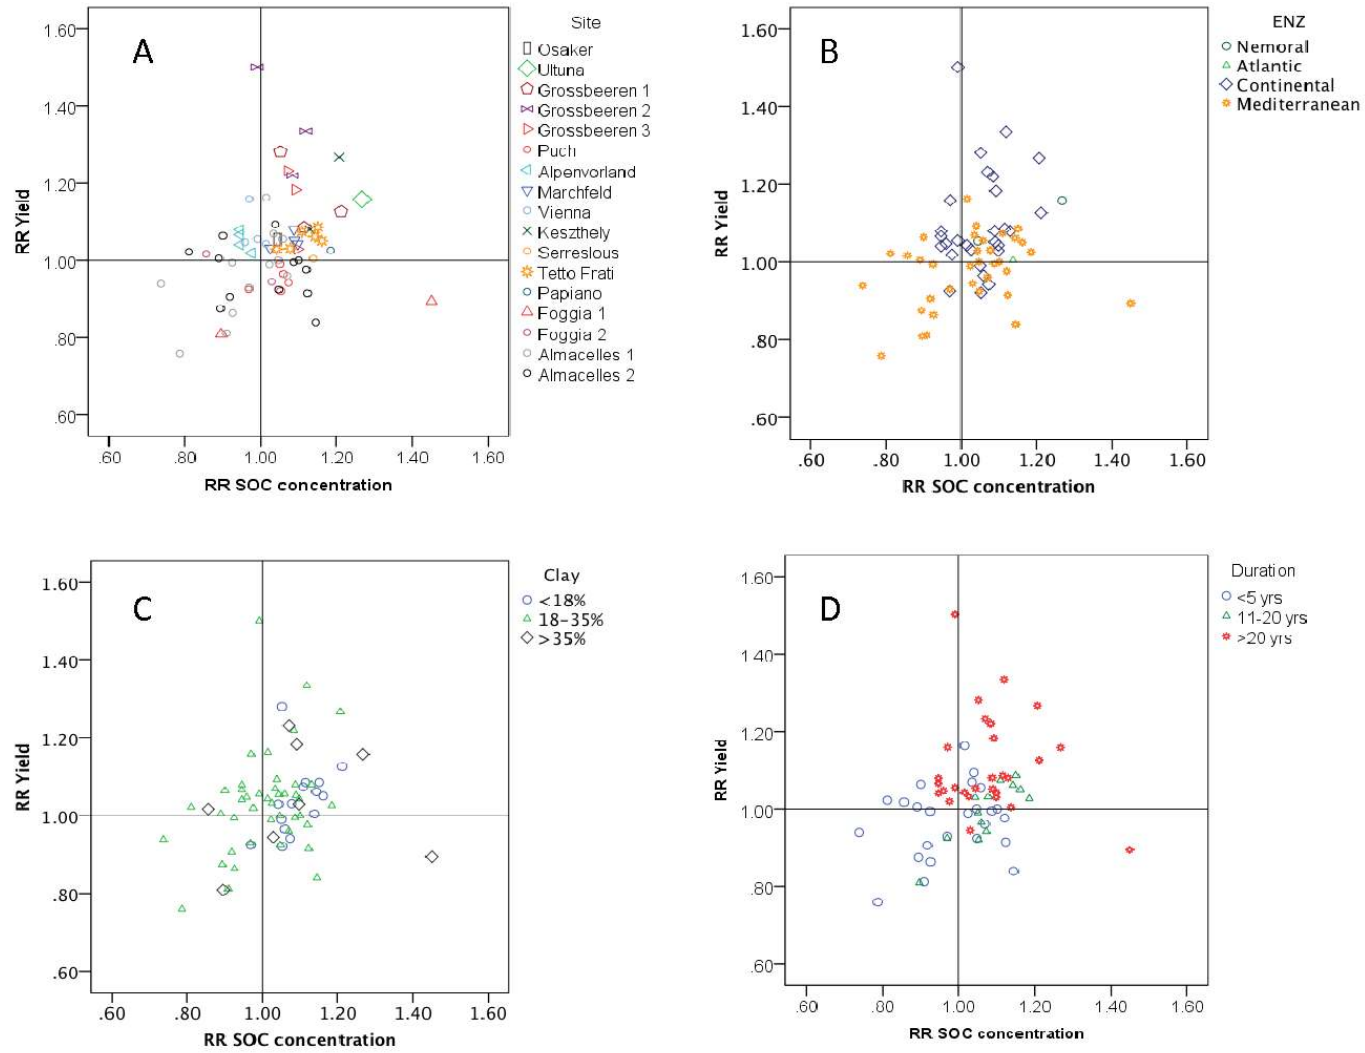 A
RR Yield
1.60
1.40
1.20
1.00
.80
.60
.60 .80 1.00 1.20 1.40 1.60
RR SOC concentration
Site
Osaker
Ultuna
Grossbeeren 1
Grossbeeren 2
Grossbeeren 3
Puch
Alpenvorland
Marchfeld
Vienna
Keszthely
Serreslous
Tetto Frati
Papiano
Foggia 1
Foggia 2
Almacelles 1
Almacelles 2
B
RR Yield
1.60
1.40
1.20
1.00
.80
.60
.60 .80 1.00 1.20 1.40 1.60
RR SOC concentration
ENZ
Nemoral
Atlantic
Continental
Mediterranean
C
RR Yield
1.60
1.40
1.20
1.00
.80
.60
.60 .80 1.00 1.20 1.40 1.60
RR SOC concentration
Clay
<18%
18-35%
>35%
D
RR Yield
1.60
1.40
1.20
1.00
.80
.60
.60 .80 1.00 1.20 1.40 1.60
RR SOC concentration
Duration
<5 yrs
11-20 yrs
>20 yrs